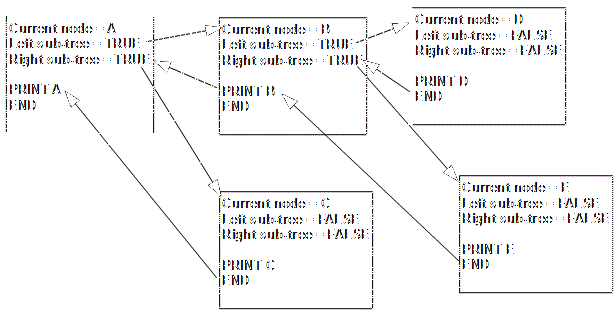 Current node = A
Left sub-tree = TRUE
Right sub-tree = TRUE
PRINT A
END
Current node = B
Left sub-tree = TRUE
Right sub-tree = TRUE
PRINT B
END
Current node = D
Left sub-tree = FALSE
Right sub-tree = FALSE
PRINT D
END
Current node = C
Left sub-tree = FALSE
Right sub-tree = FALSE
PRINT C
END
Current node = E
Left sub-tree = FALSE
Right sub-tree = FALSE
PRINT E
END